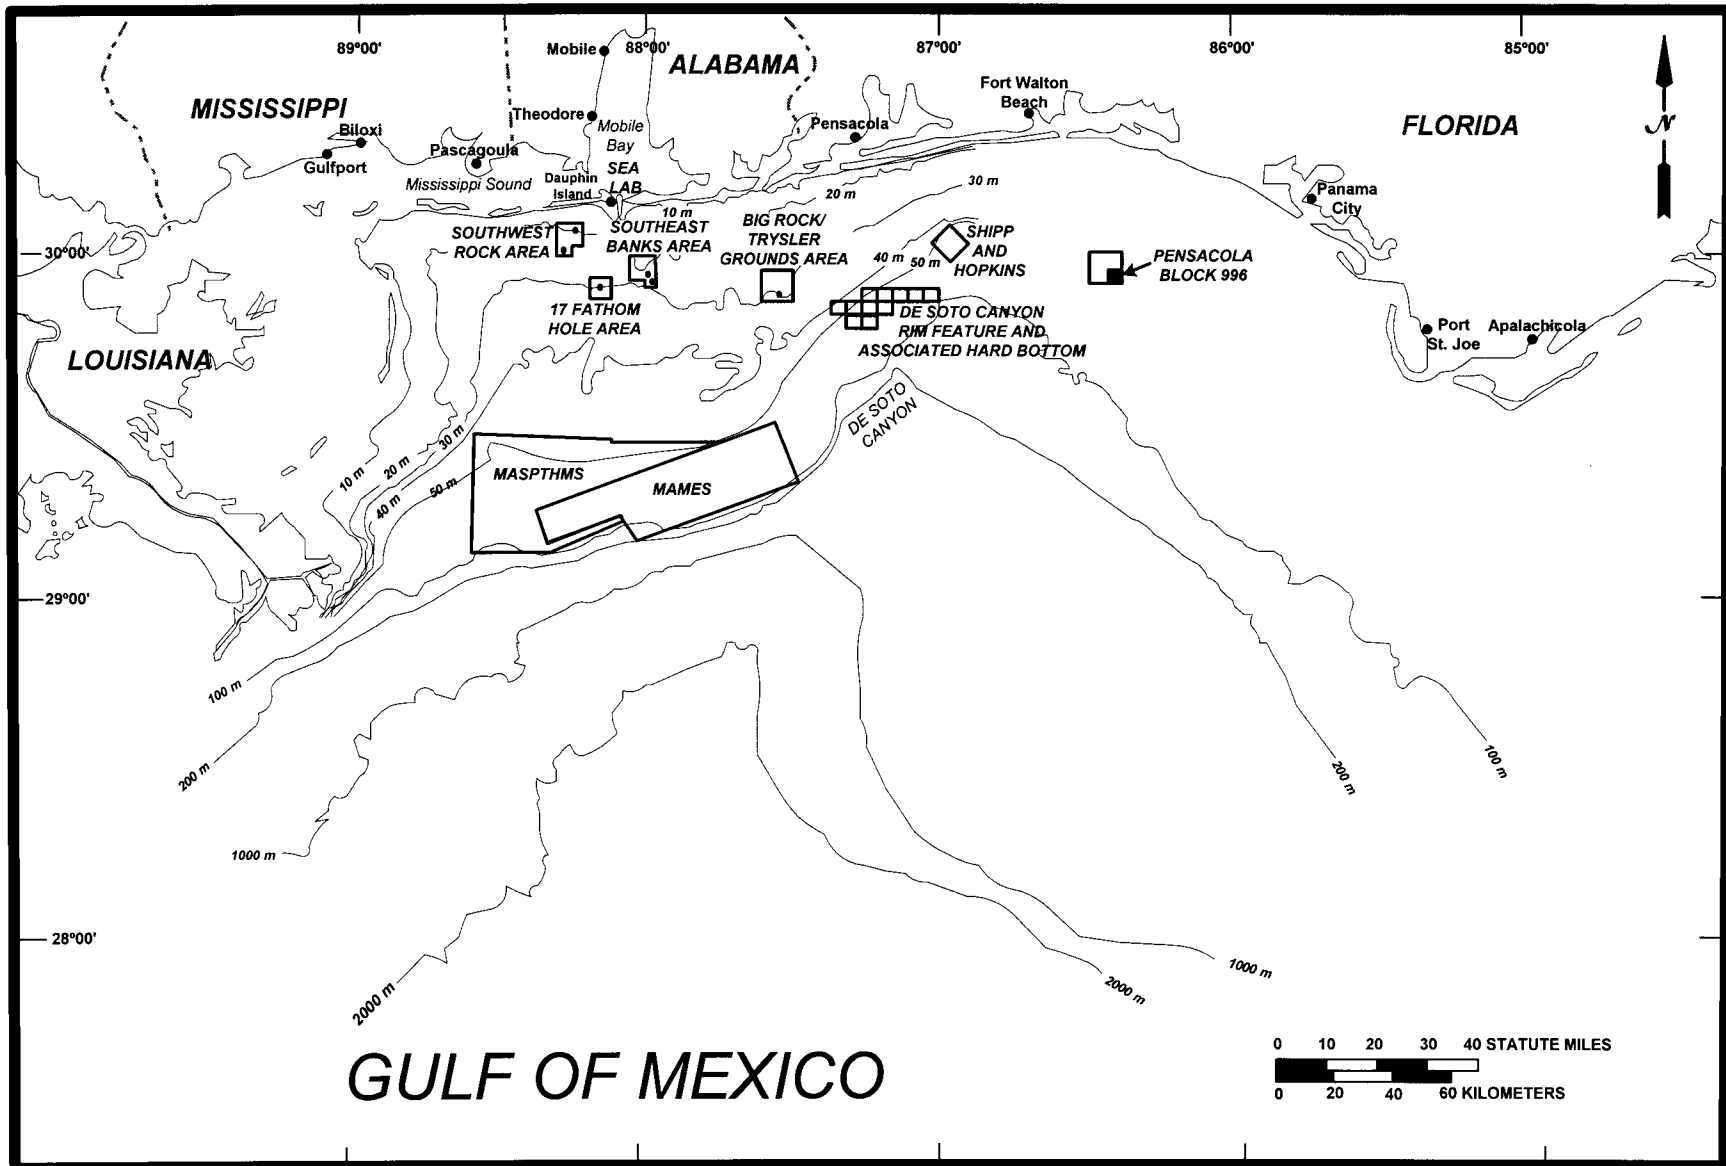 89°00'
88°00'
87°00'
86°00'
85°00'
Mobile
ALABAMA
MISSISSIPPI
Fort Walton
Beach
Theodore
Mobile
Bay
Pensacola
FLORIDA
N
Biloxi
Gulfport
Pascagoula
Mississippi Sound
SEA
LAB
Dauphin
Island
10 m
20 m
30 m
Panama
City
SOUTHWEST
ROCK AREA
SOUTHEAST
BANKS AREA
BIG ROCK/
TRYSLER
GROUNDS AREA
SHIPP
AND
HOPKINS
40 m
50 m
PENSACOLA
BLOCK 996
30°00'
17 FATHOM
HOLE AREA
DE SOTO CANYON
RIM FEATURE AND
ASSOCIATED HARD BOTTOM
Port
St. Joe
Apalachicola
LOUISIANA
DE SOTO
CANYON
10 m
20 m
30 m
40 m
50 m
MASPTHMS
MAMES
29°00'
100 m
200 m
1000 m
2000 m
100 m
200 m
1000 m
2000 m
28°00'
GULF OF MEXICO
0 10 20 30 40 STATUTE MILES
0 20 40 60 KILOMETERS